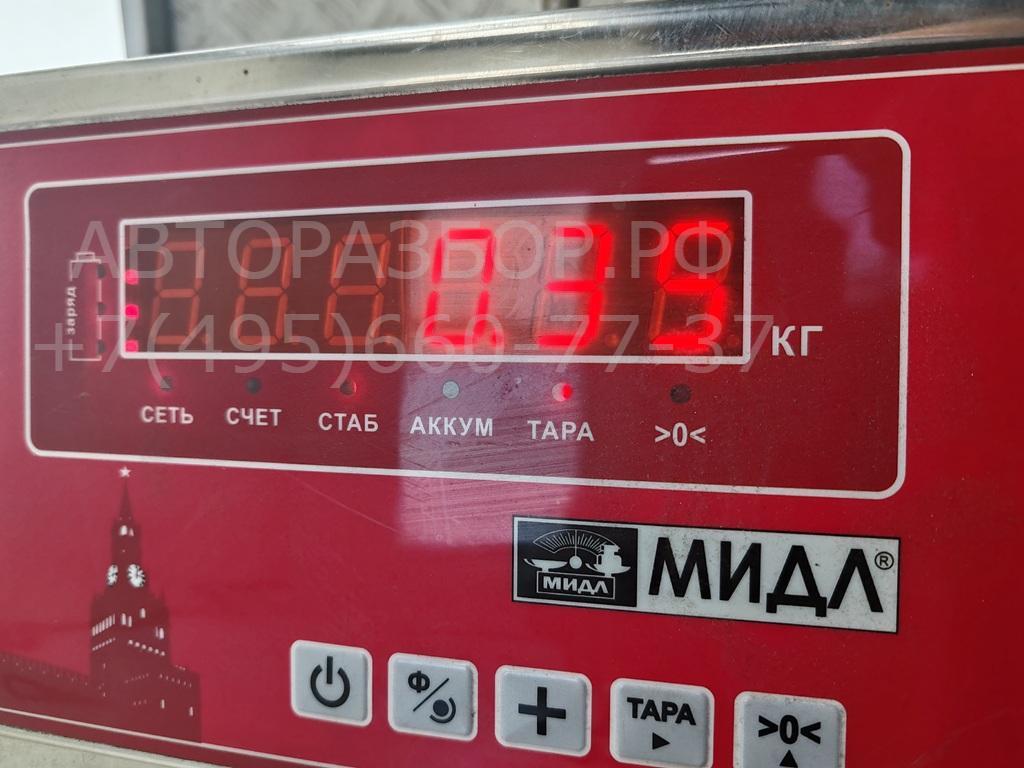 АВТОРАЗБОР.РФ
0.35
заряд
+7(495)660-77-37
КГ
СЕТЬ СЧЕТ СТАБ АККУМ ТАРА >0<
МИДЛ МИДЛ®
Ф
+
ТАРА
>0<